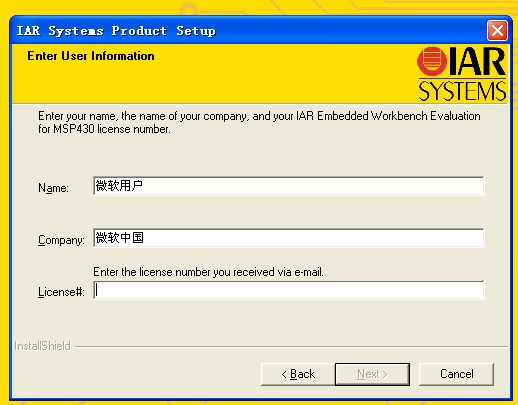 IAR Systems Product Setup
Enter User Information
IAR
SYSTEMS
Enter your name, the name of your company, and your IAR Embedded Workbench Evaluation
for MSP430 license number.
Name: 微软用户
Company: 微软中国
Enter the license number you received via e-mail.
License#:
InstallShield
< Back Next > Cancel